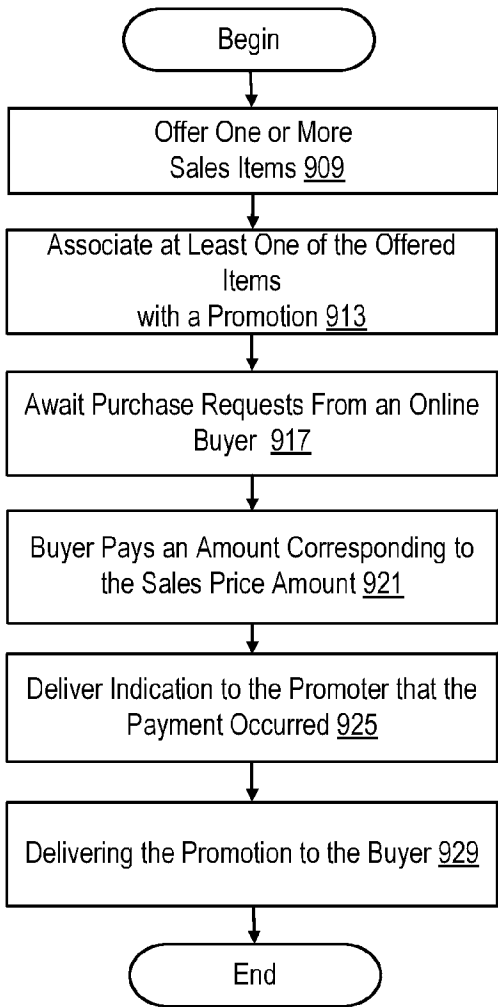 Begin
Offer One or More
Sales Items 909
Associate at Least One of the Offered
Items
with a Promotion 913
Await Purchase Requests From an Online
Buyer 917
Buyer Pays an Amount Corresponding to
the Sales Price Amount 921
Deliver Indication to the Promoter that the
Payment Occurred 925
Delivering the Promotion to the Buyer 929
End